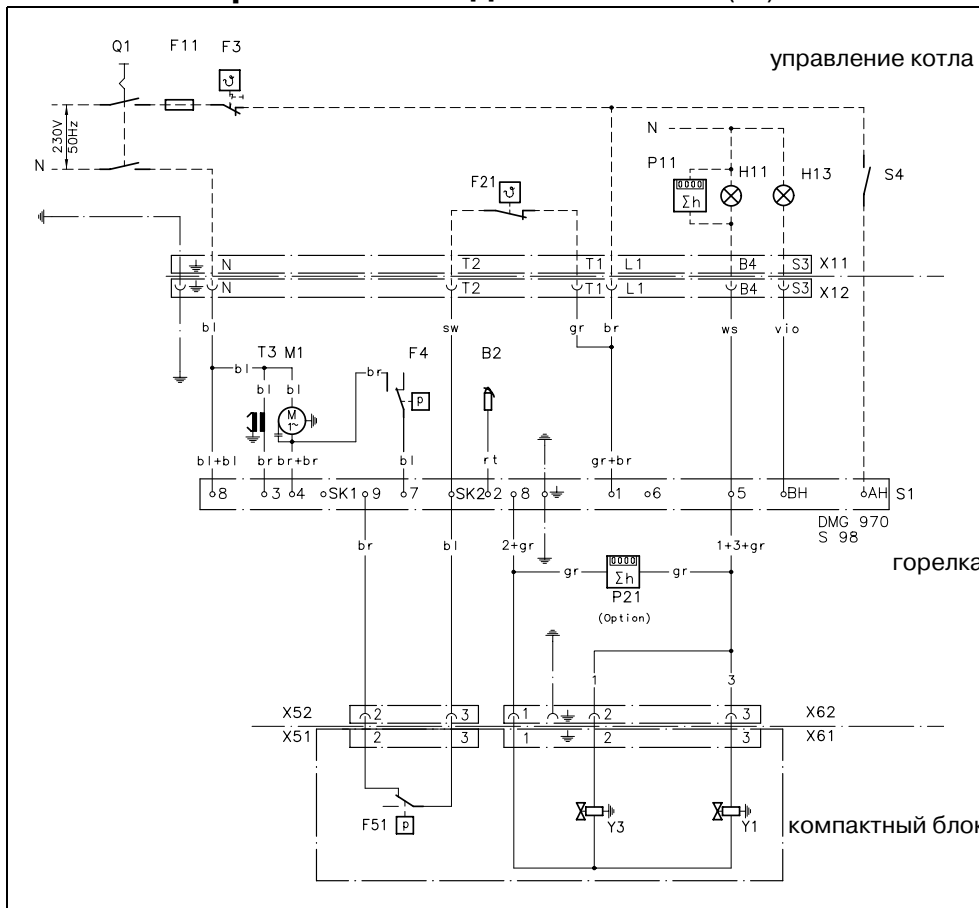 Q1 F11 F3
управление котла
230V
50Hz
N
N
P11 H11 H13 S4
0000
Σh
F21
ϑ
ϑ
N T2 T1 L1 B4 S3 X11
N T2 T1 L1 B4 S3 X12
bl sw gr br ws vio
T3 M1 F4 B2
bl br
bl bl
M
1~
P
bl+bl br br+br bl rt gr+br
8 3 4 SK1 9 7 SK2 2 8 1 6 5 BH AH S1
DMG 970
S 98
br bl 2+gr 1+3+gr
горелка
gr 0000 gr
Σh
P21
(Option)
1 3
X52 2 3 1 2 3 X62
X51 2 3 1 2 3 X61
F51 P Y3 Y1
компактный блок